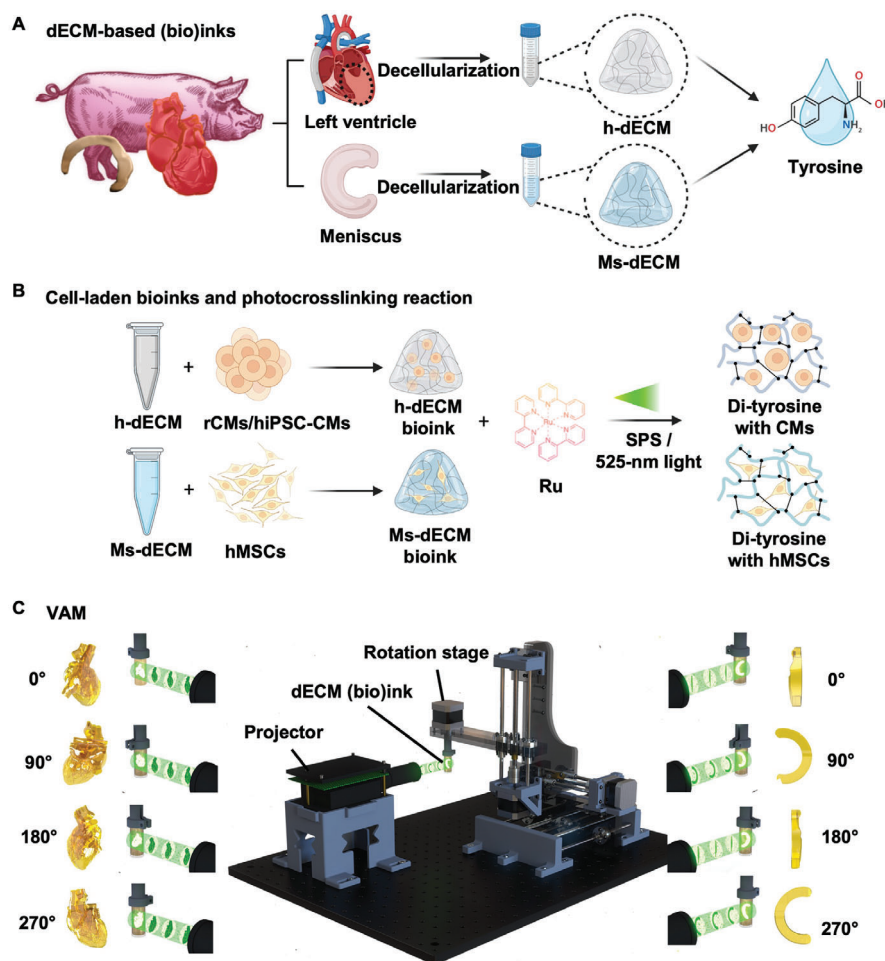 A
dECM-based (bio)inks
Left ventricle
Decellularization
h-dECM
Meniscus
Decellularization
Ms-dECM
O
HO
NH₂
Tyrosine
B
Cell-laden bioinks and photocrosslinking reaction
h-dECM
+
rCMs/hiPSC-CMs
h-dECM
bioink
Ms-dECM
+
hMSCs
Ms-dECM
bioink
+
N
N
N
Ru
N
N
N
Ru
SPS /
525-nm light
Di-tyrosine
with CMs
Di-tyrosine
with hMSCs
C
VAM
0°
90°
180°
270°
Projector
dECM (bio)ink
Rotation stage
0°
90°
180°
270°